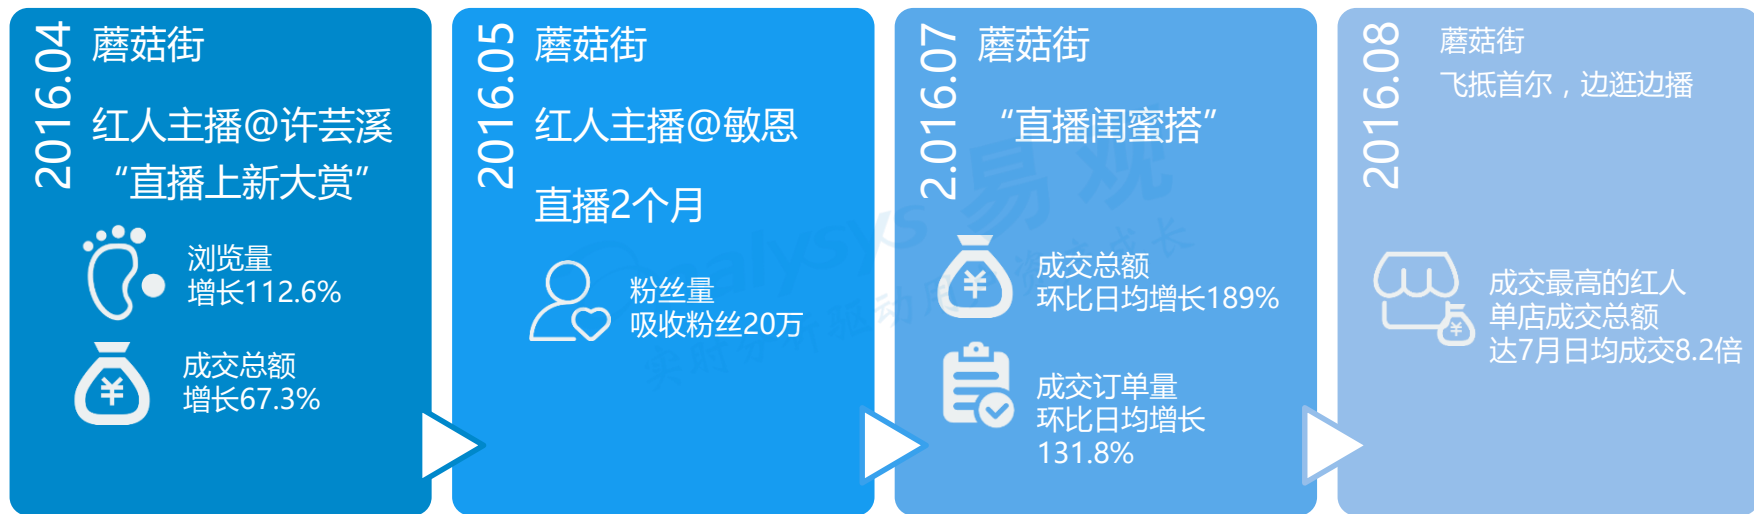 2016.04
蘑菇街
红人主播@许芸溪
“直播上新大赏”
浏览量
增长112.6%
成交总额
增长67.3%
2016.05
蘑菇街
红人主播@敏恩
直播2个月
粉丝量
吸收粉丝20万
2.016.07
蘑菇街
“直播闺蜜搭”
成交总额
环比日均增长189%
成交订单量
环比日均增长
131.8%
2016.08
蘑菇街
飞抵首尔，边逛边播
成交最高的红人
单店成交总额
达7月日均成交8.2倍
nalysys 易观